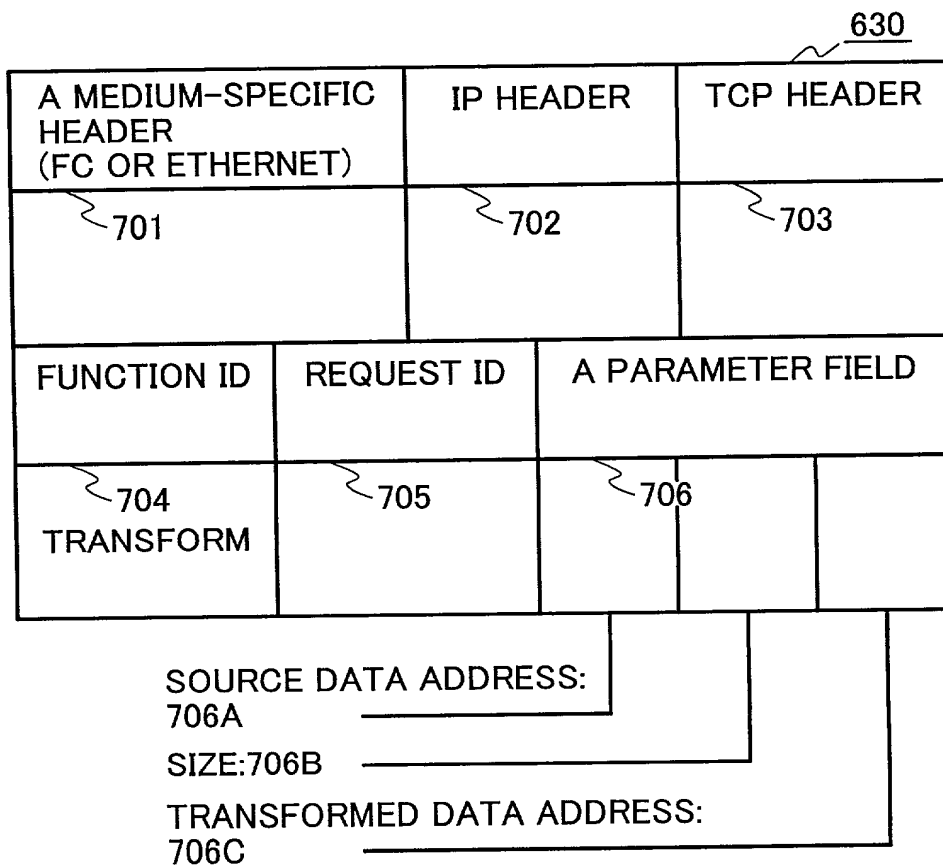 630
A MEDIUM-SPECIFIC
HEADER
(FC OR ETHERNET)
IP HEADER
TCP HEADER
701
702
703
FUNCTION ID
REQUEST ID
A PARAMETER FIELD
704
TRANSFORM
705
706
SOURCE DATA ADDRESS:
706A
SIZE:706B
TRANSFORMED DATA ADDRESS:
706C